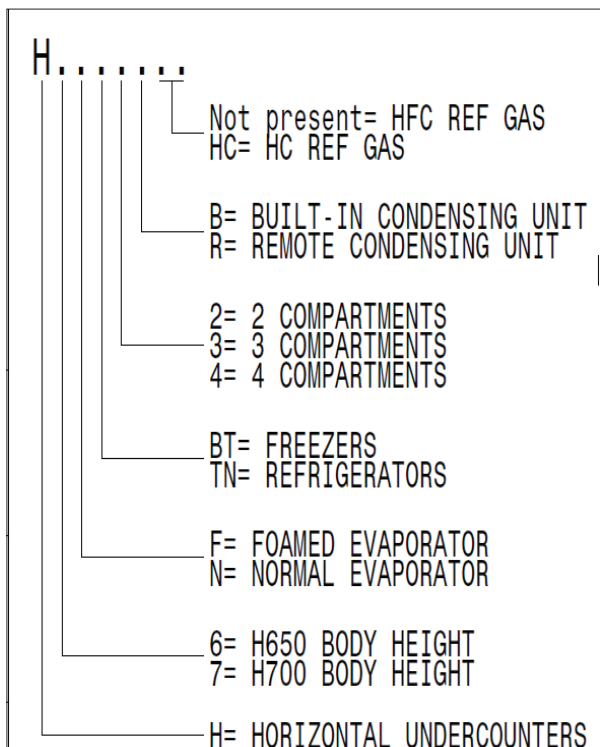 H.......
Not present= HFC REF GAS
HC= HC REF GAS
B= BUILT-IN CONDENSING UNIT
R= REMOTE CONDENSING UNIT
2= 2 COMPARTMENTS
3= 3 COMPARTMENTS
4= 4 COMPARTMENTS
BT= FREEZERS
TN= REFRIGERATORS
F= FOAMED EVAPORATOR
N= NORMAL EVAPORATOR
6= H650 BODY HEIGHT
7= H700 BODY HEIGHT
H= HORIZONTAL UNDERCOUNTERS